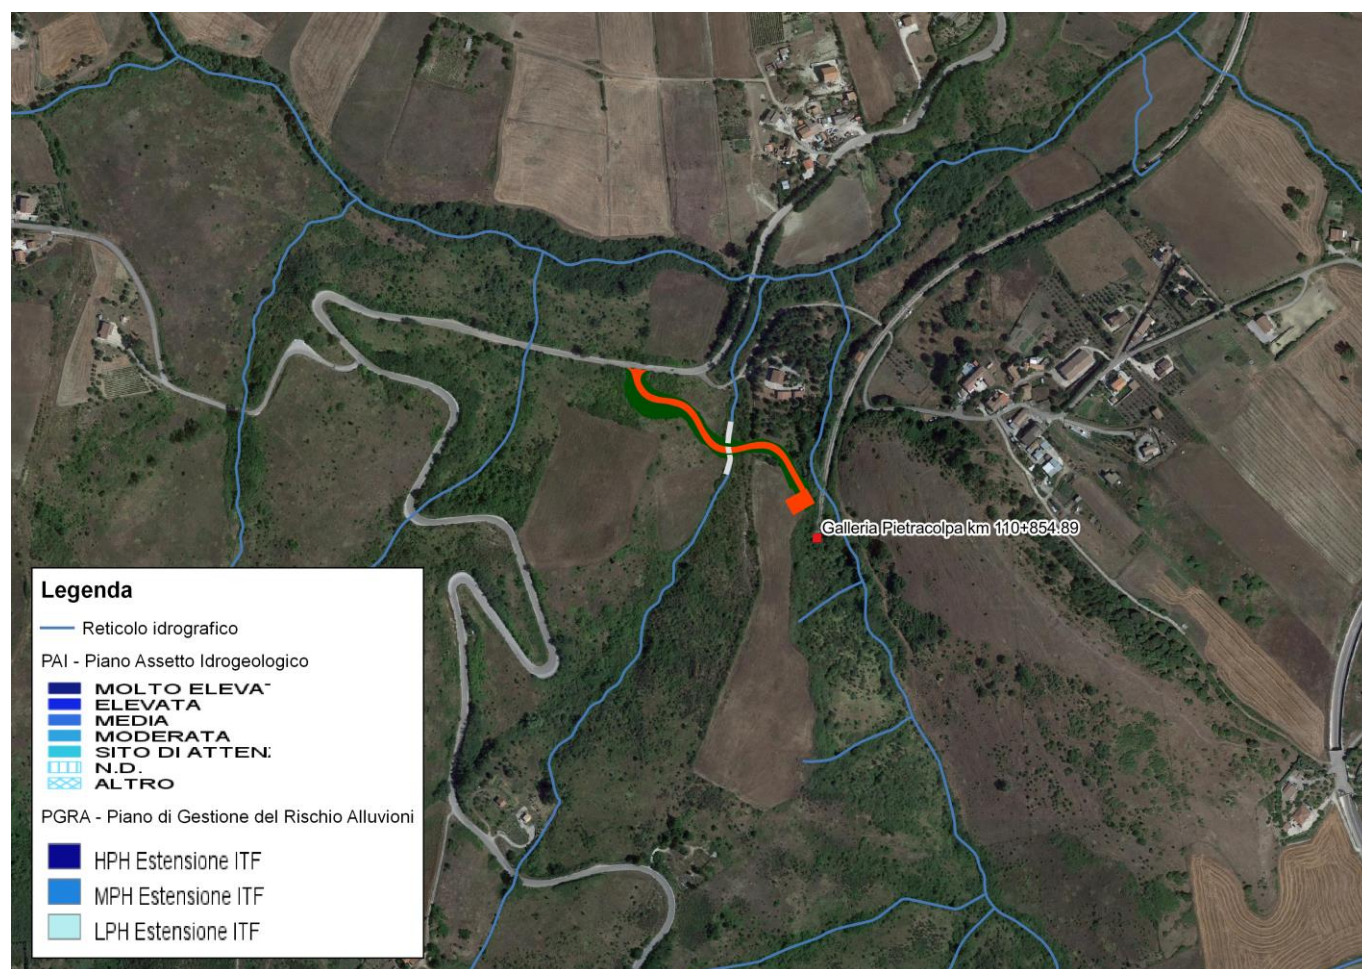 Galleria Pietracolpa km 110+854.89
Legenda
Reticolo idrografico
PAI - Piano Assetto Idrogeologico
MOLTO ELEVA
ELEVATA
MEDIA
MODERATA
SITO DI ATTEN
N.D.
ALTRO
PGRA - Piano di Gestione del Rischio Alluvioni
HPH Estensione ITF
MPH Estensione ITF
LPH Estensione ITF